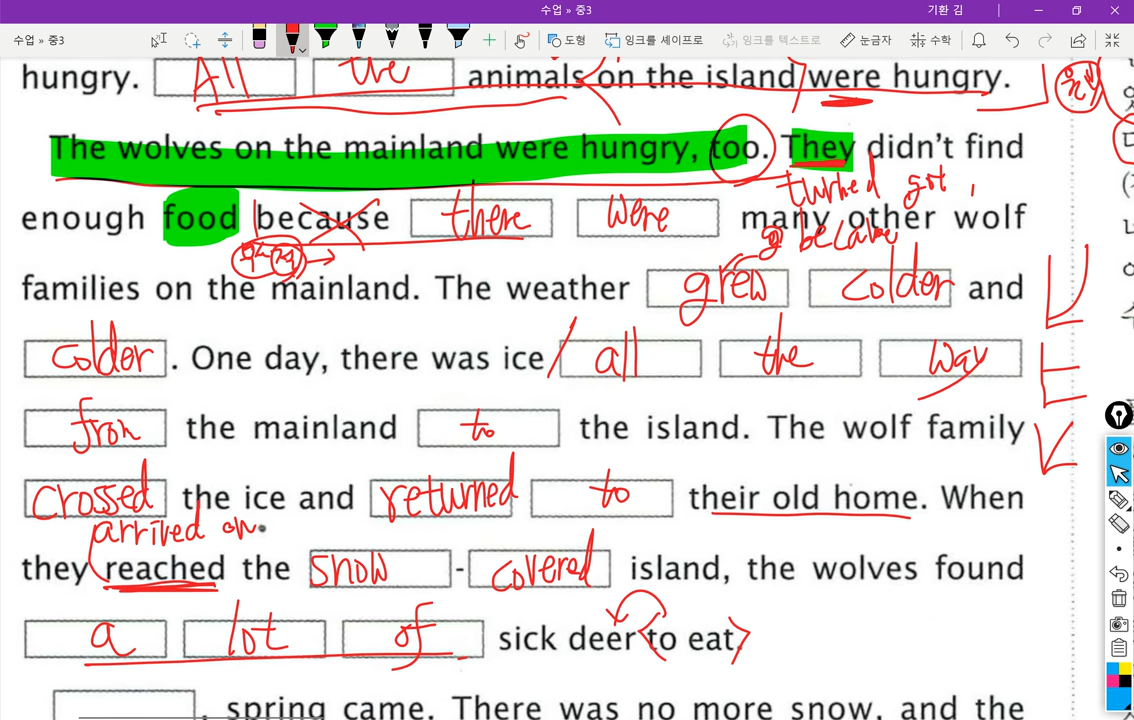 수업 » 중3
기환 김
수업 » 중3
도형
잉크를 셰이프로
잉크를 텍스트로
눈금자
수학
hungry. All the animals on the island were hungry.
The wolves on the mainland were hungry, too. They didn't find
turned got,
enough food because there were many other wolf
became
families on the mainland. The weather grew colder and
colder. One day, there was ice all the way
from the mainland to the island. The wolf family
crossed the ice and returned to their old home. When
arrived on
they reached the snow-covered island, the wolves found
a lot of sick deer to eat.
, spring came. There was no more snow, and the